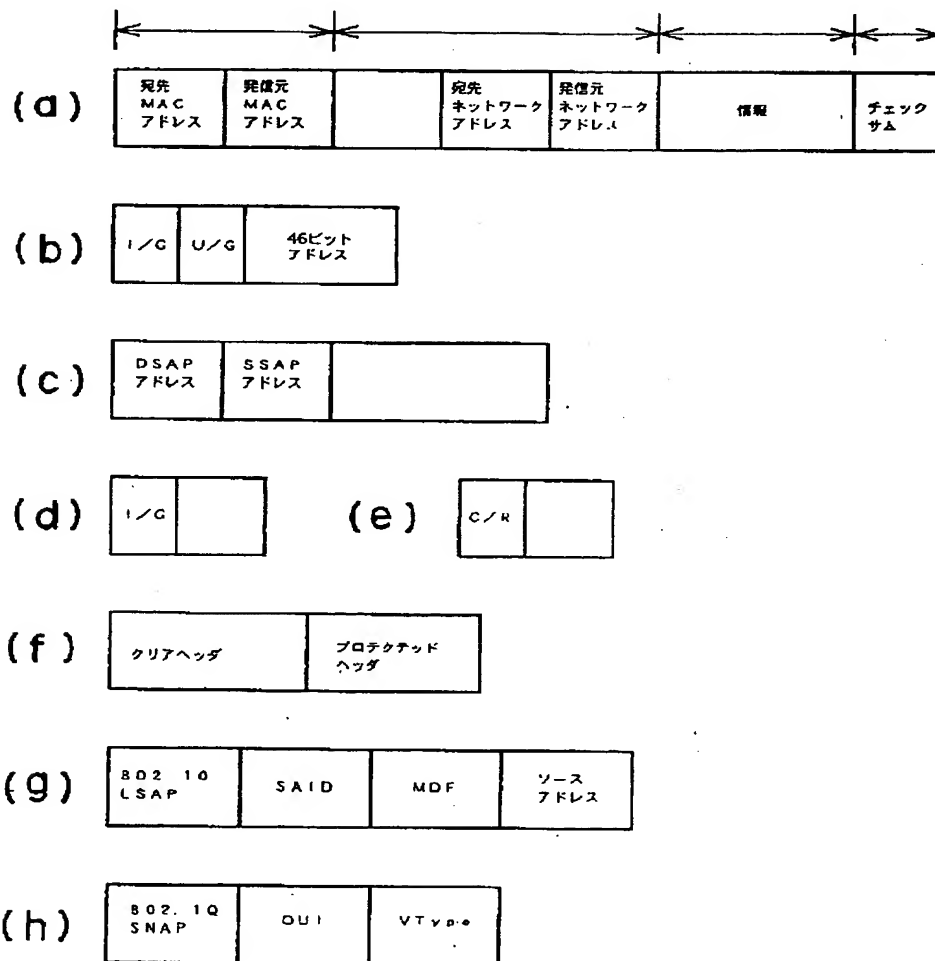 (a)
宛先
MAC
アドレス
発信元
MAC
アドレス
宛先
ネットワーク
アドレス
発信元
ネットワーク
アドレス
情報
チェック
サム
(b)
I/G
U/G
46ビット
アドレス
(c)
DSAP
アドレス
SSAP
アドレス
(d)
I/G
(e)
C/R
(f)
クリアヘッダ
プロテクテッド
ヘッダ
(g)
802.10
LSAP
SAID
MDF
ソース
アドレス
(h)
802.1Q
SNAP
OUI
VType